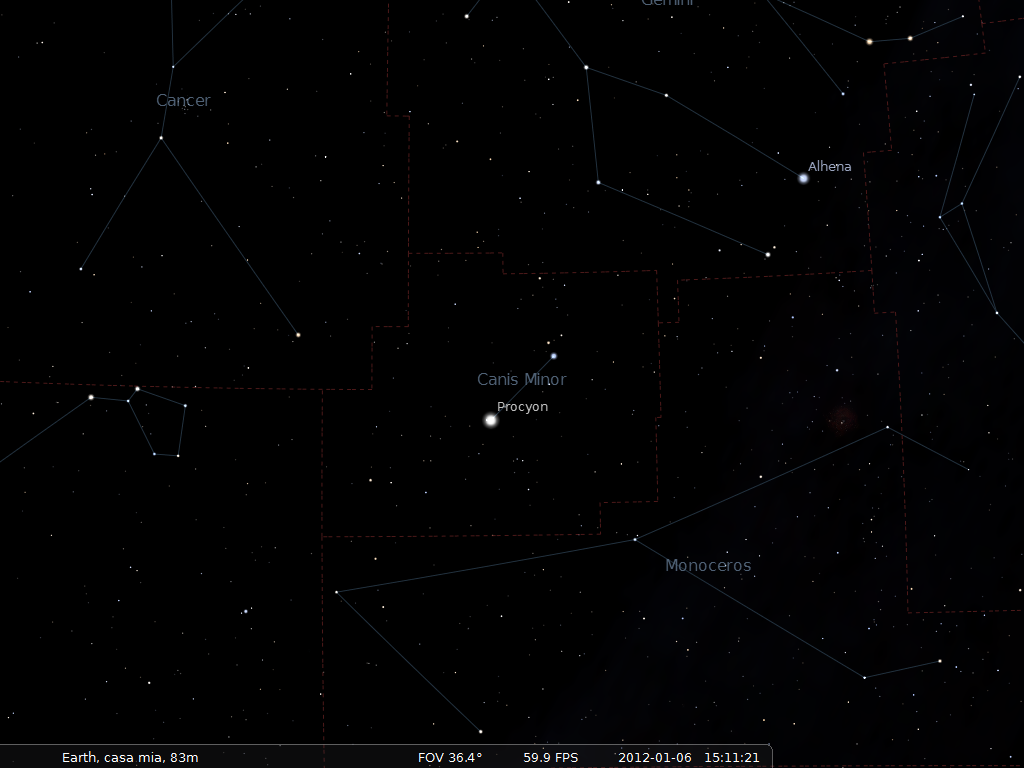 Gemini
Cancer
Alhena
Canis Minor
Procyon
Monoceros
Earth, casa mia, 83m FOV 36.4° 59.9 FPS 2012-01-06 15:11:21